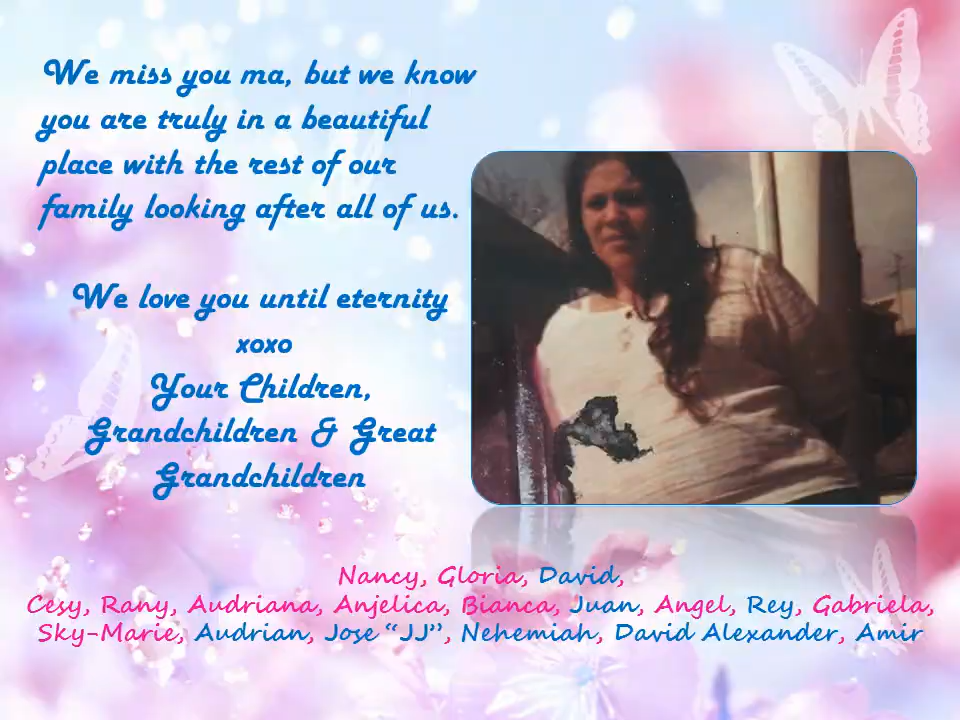 We miss you ma, but we know
you are truly in a beautiful
place with the rest of our
family looking after all of us.
We love you until eternity
xoxo
Your Children,
Grandchildren & Great
Grandchildren
Nancy, Gloria, David,
Cesy, Rany, Audriana, Anjelica, Bianca, Juan, Angel, Rey, Gabriela,
Sky-Marie, Audrian, Jose “JJ”, Nehemiah, David Alexander, Amir